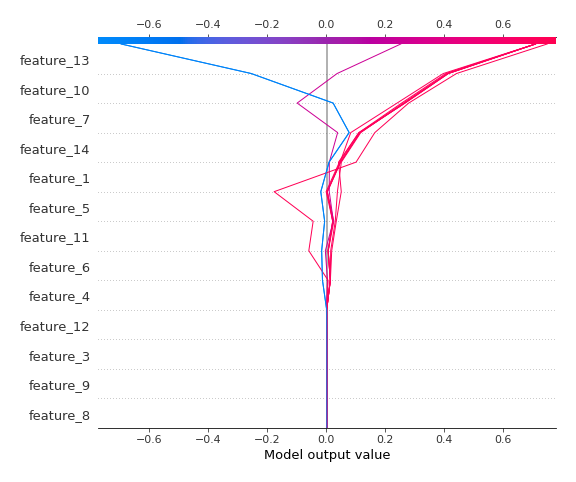 −0.6 −0.4 −0.2 0.0 0.2 0.4 0.6
feature_13
feature_10
feature_7
feature_14
feature_1
feature_5
feature_11
feature_6
feature_4
feature_12
feature_3
feature_9
feature_8
−0.6 −0.4 −0.2 0.0 0.2 0.4 0.6
Model output value